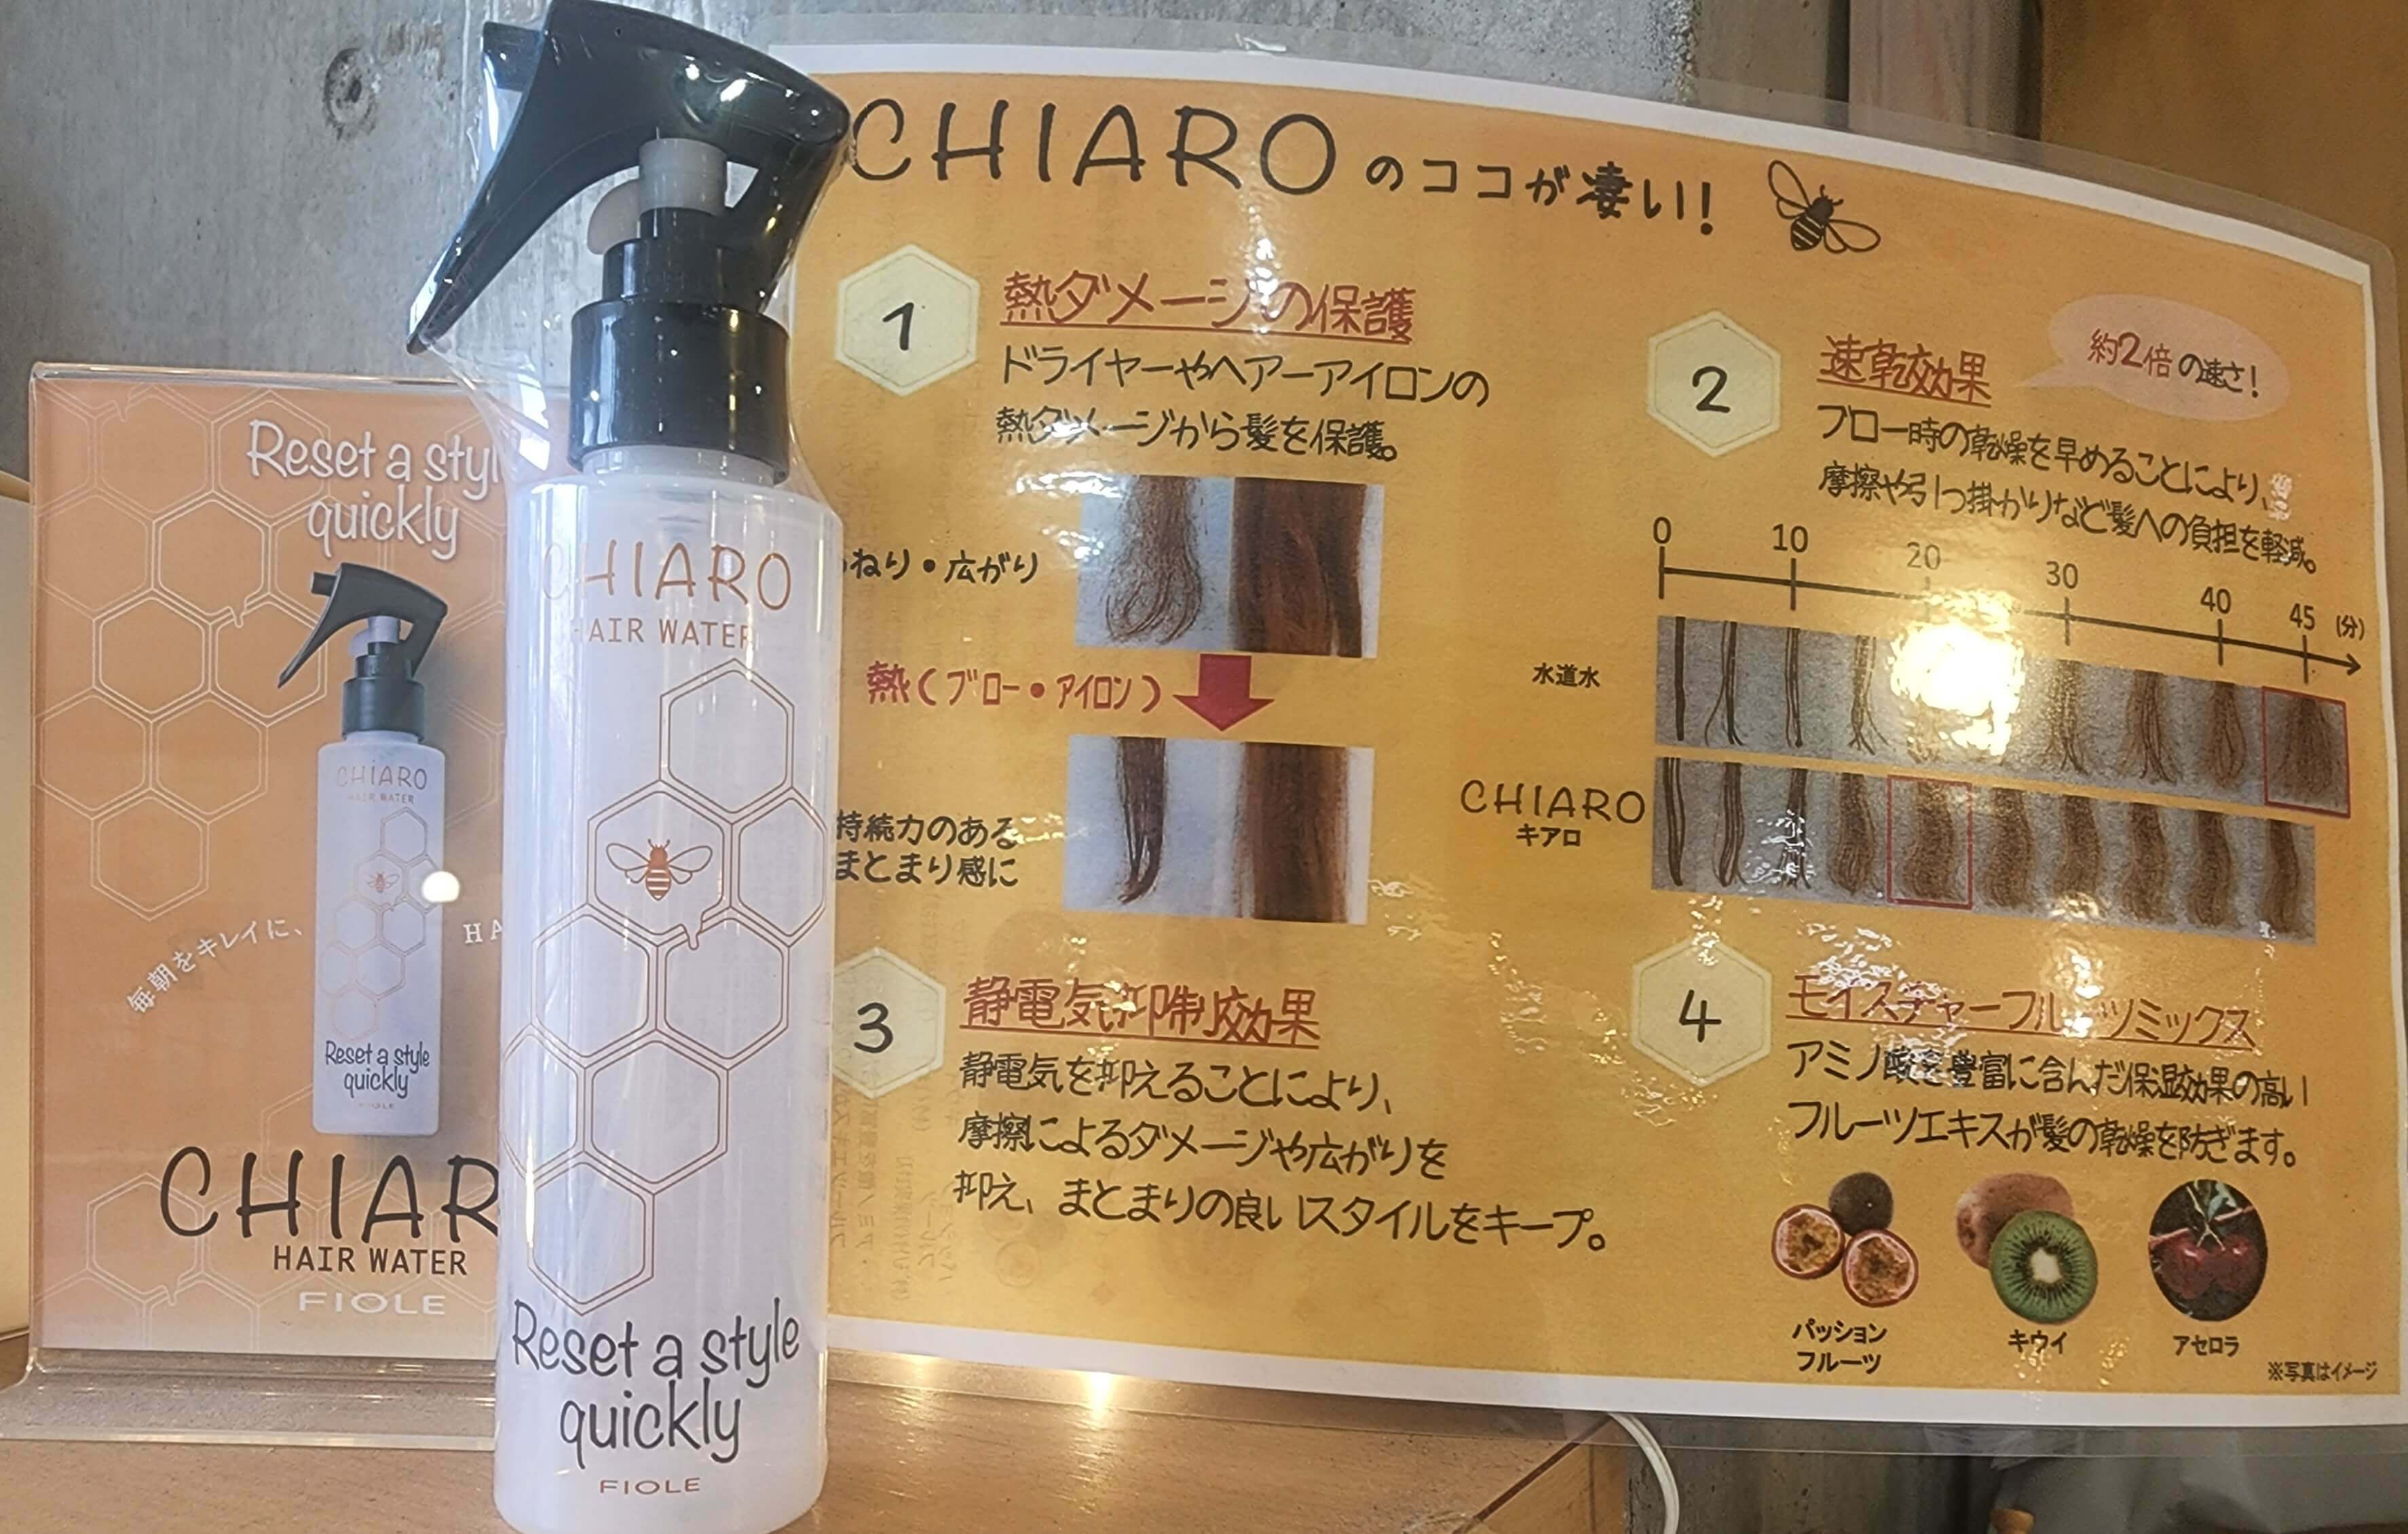 Reset a styl
quickly
CHIARO
HAIR WATER
Reset a style
quickly
FIOLE
毎朝をキレイに、
HA
CHIAR
HAIR WATER
FIOLE
CHIARO
HAIR WATER
Reset a style
quickly
FIOLE
CHIAROのココが凄い!
1
熱ダメージの保護
ドライヤーやヘアーアイロンの
熱ダメージから髪を保護。
ねり・広がり
熱(ブロー・アイロン)
持続力のある
まとまり感に
2
速乾効果
約2倍の速さ!
ブロー時の乾燥を早めることにより、
摩擦や引っ掛かりなど髪への負担を軽減。
0 10 20 30 40 45 (分)
水道水
CHIARO
キアロ
3
静電気抑制効果
静電気を抑えることにより、
摩擦によるダメージや広がりを
抑え、まとまりの良いスタイルをキープ。
4
モイスチャーフルーツミックス
アミノ酸を豊富に含んだ保湿効果の高い
フルーツエキスが髪の乾燥を防ぎます。
パッション
フルーツ
キウイ
アセロラ
※写真はイメージ